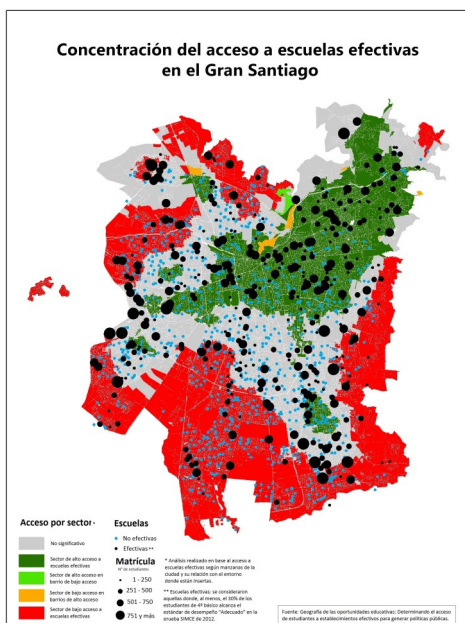 Concentración del acceso a escuelas efectivas
en el Gran Santiago
Acceso por sector*
No significativo
Sector de alto acceso a
escuelas efectivas
Sector de alto acceso en
barrio de bajo acceso
Sector de bajo acceso en
barrios de alto acceso
Sector de bajo acceso a
escuelas efectivas
Escuelas
No efectivas
Efectivas**
Matrícula
N° de estudiantes
1 - 250
251 - 500
501 - 750
751 y más
* Análisis realizado en base al acceso a
escuelas efectivas según manzanas de la
ciudad y su relación con el entorno
donde están insertas.
** Escuelas efectivas: se consideraron
aquellas donde, al menos, el 30% de los
estudiantes de 4º básico alcanza el
estándar de desempeño "Adecuado" en la
prueba SIMCE de 2012.
Fuente: Geografía de las oportunidades educativas: Determinando el acceso
de estudiantes a establecimientos efectivos para generar políticas públicas.